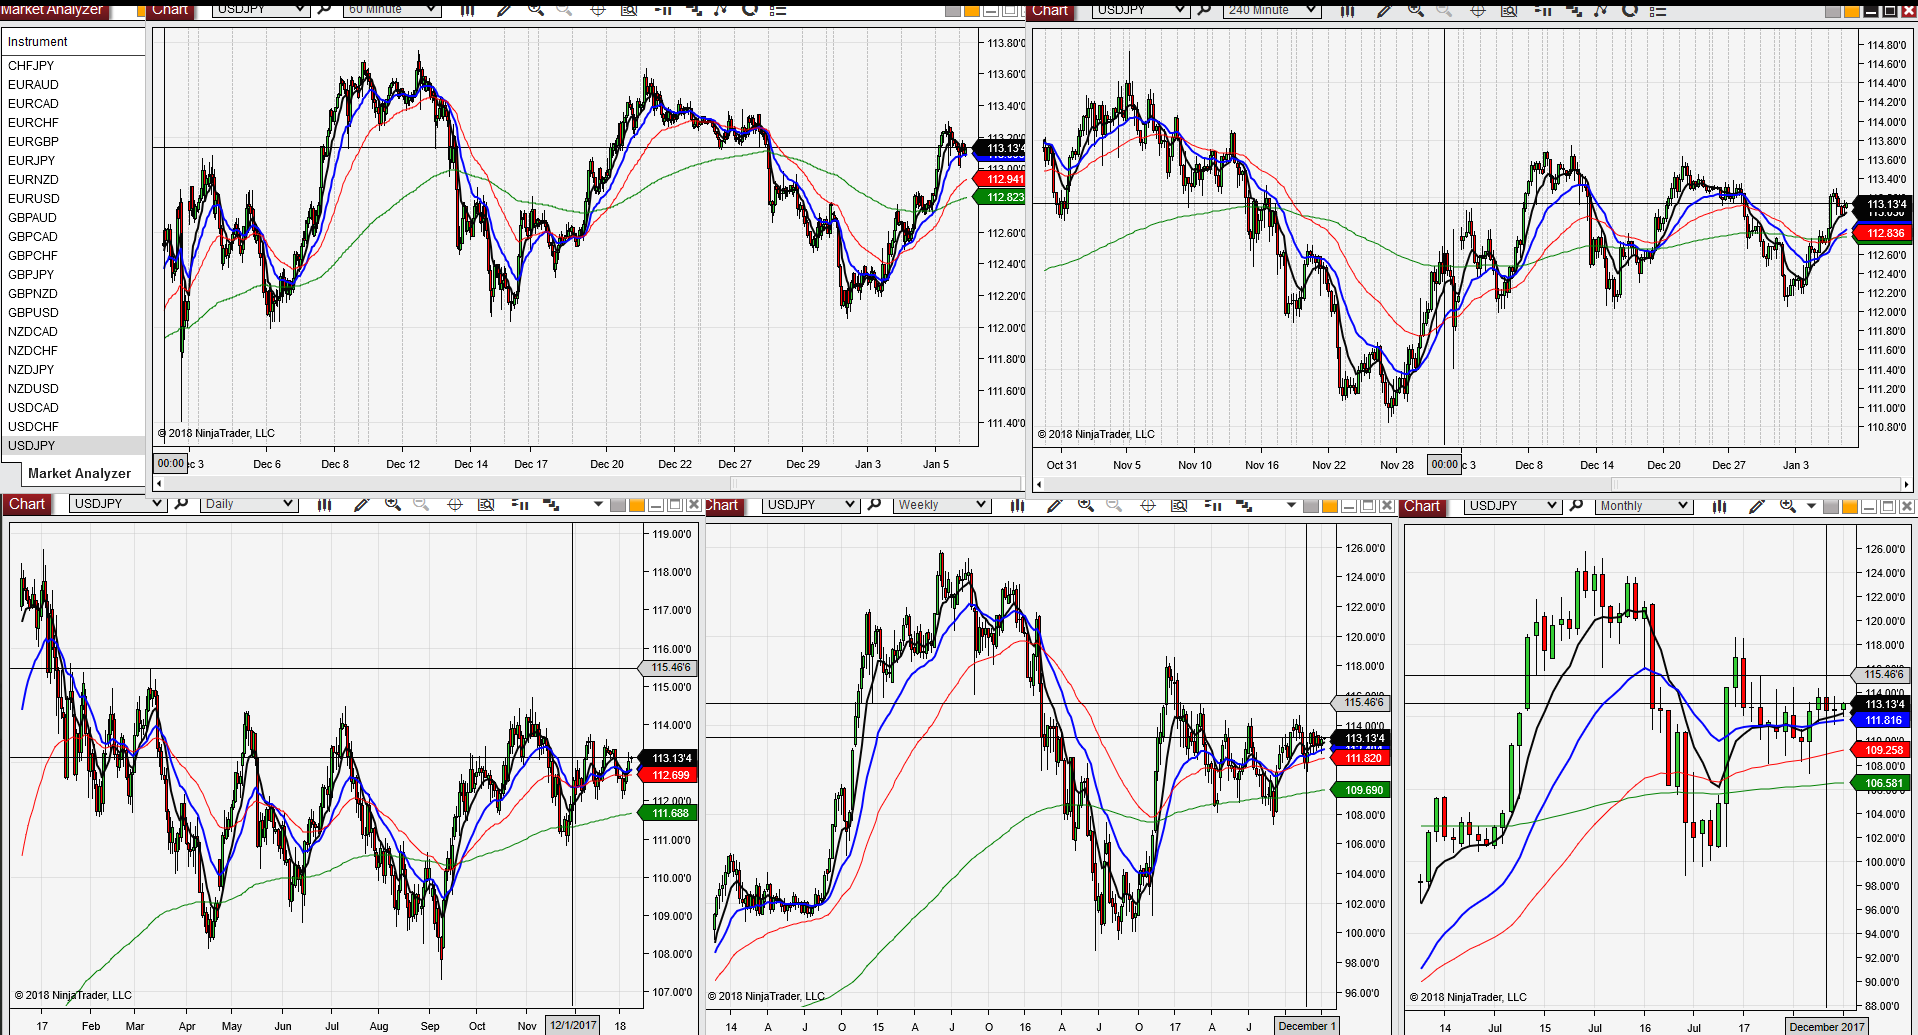 Market Analyzer
Instrument
CHFJPY
EURAUD
EURCAD
EURCHF
EURGBP
EURJPY
EURNZD
EURUSD
GBPAUD
GBPCAD
GBPCHF
GBPJPY
GBPNZD
GBPUSD
NZDCAD
NZDCHF
NZDJPY
NZDUSD
USDCAD
USDCHF
USDJPY
Market Analyzer
Chart USDJPY 60 Minute
113.80'0
113.60'0
113.40'0
113.20'0
113.13'4
112.941
112.823
112.60'0
112.40'0
112.20'0
112.00'0
111.80'0
111.60'0
111.40'0
© 2018 NinjaTrader, LLC
00:00 c 3 Dec 6 Dec 8 Dec 12 Dec 14 Dec 17 Dec 20 Dec 22 Dec 27 Dec 29 Jan 3 Jan 5
Chart USDJPY 240 Minute
114.80'0
114.60'0
114.40'0
114.20'0
114.00'0
113.80'0
113.60'0
113.40'0
113.13'4
112.836
112.60'0
112.40'0
112.20'0
112.00'0
111.80'0
111.60'0
111.40'0
111.20'0
111.00'0
110.80'0
© 2018 NinjaTrader, LLC
Oct 31 Nov 5 Nov 10 Nov 16 Nov 22 Nov 28 00:00 c 3 Dec 8 Dec 14 Dec 20 Dec 27 Jan 3
Chart USDJPY Daily
119.00'0
118.00'0
117.00'0
116.00'0
115.46'6
115.00'0
114.00'0
113.13'4
112.699
112.00'0
111.688
111.00'0
110.00'0
109.00'0
108.00'0
107.00'0
© 2018 NinjaTrader, LLC
17 Feb Mar Apr May Jun Jul Aug Sep Oct Nov 12/1/2017 18
Chart USDJPY Weekly
126.00'0
124.00'0
122.00'0
120.00'0
118.00'0
116.00'0
115.46'6
114.00'0
113.13'4
111.820
109.690
108.00'0
106.00'0
104.00'0
102.00'0
100.00'0
98.00'0
96.00'0
© 2018 NinjaTrader, LLC
14 A J O 15 A J O 16 A J O 17 A J December 1
Chart USDJPY Monthly
126.00'0
124.00'0
122.00'0
120.00'0
118.00'0
115.46'6
114.00'0
113.13'4
111.816
109.258
108.00'0
106.581
104.00'0
102.00'0
100.00'0
98.00'0
96.00'0
94.00'0
92.00'0
90.00'0
88.00'0
© 2018 NinjaTrader, LLC
14 Jul 15 Jul 16 Jul 17 December 2017